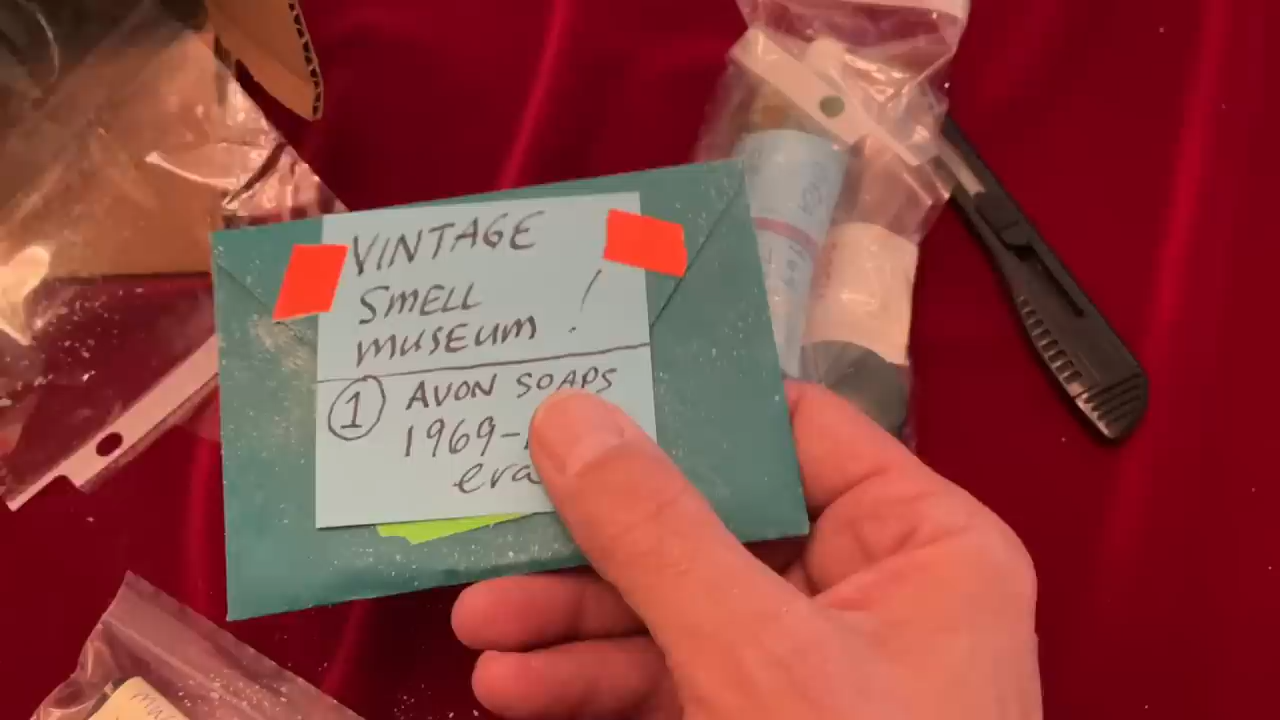 VINTAGE
SMELL
MUSEUM !
① AVON SOAPS
1969-
era